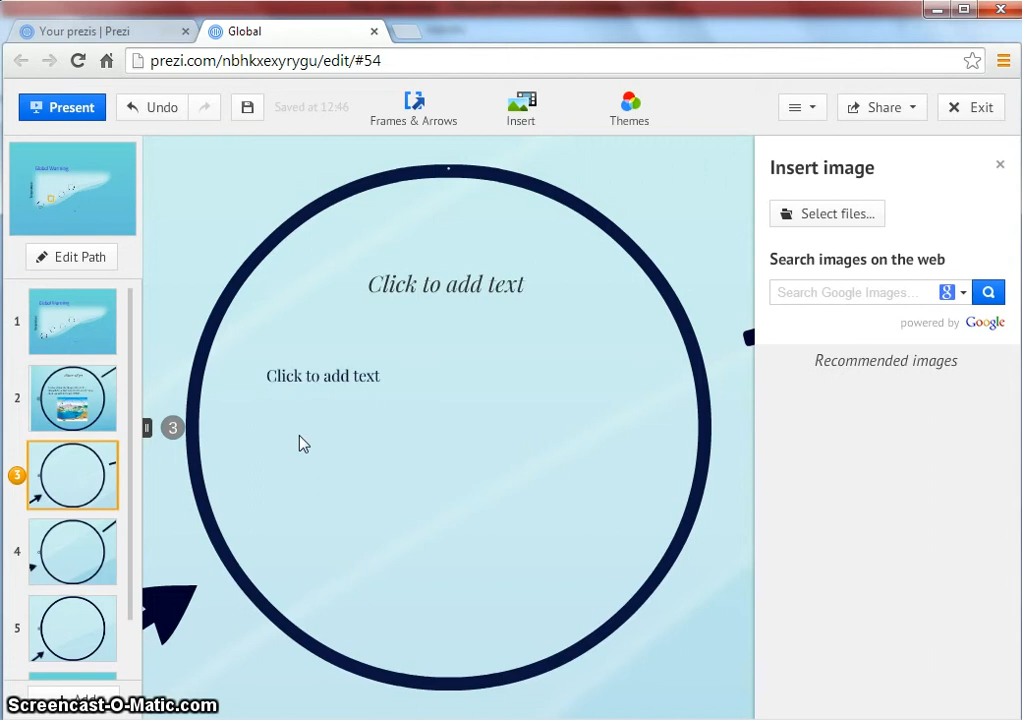 Your prezis | Prezi
Global
prezi.com/nbhkxexyrygu/edit/#54
Present
Undo
Saved at 12:46
Frames & Arrows
Insert
Themes
Share
Exit
Global Warming
Edit Path
1
2
3
4
5
Click to add text
Click to add text
3
Insert image
Select files...
Search images on the web
Search Google Images...
powered by Google
Recommended images
Screencast-O-Matic.com